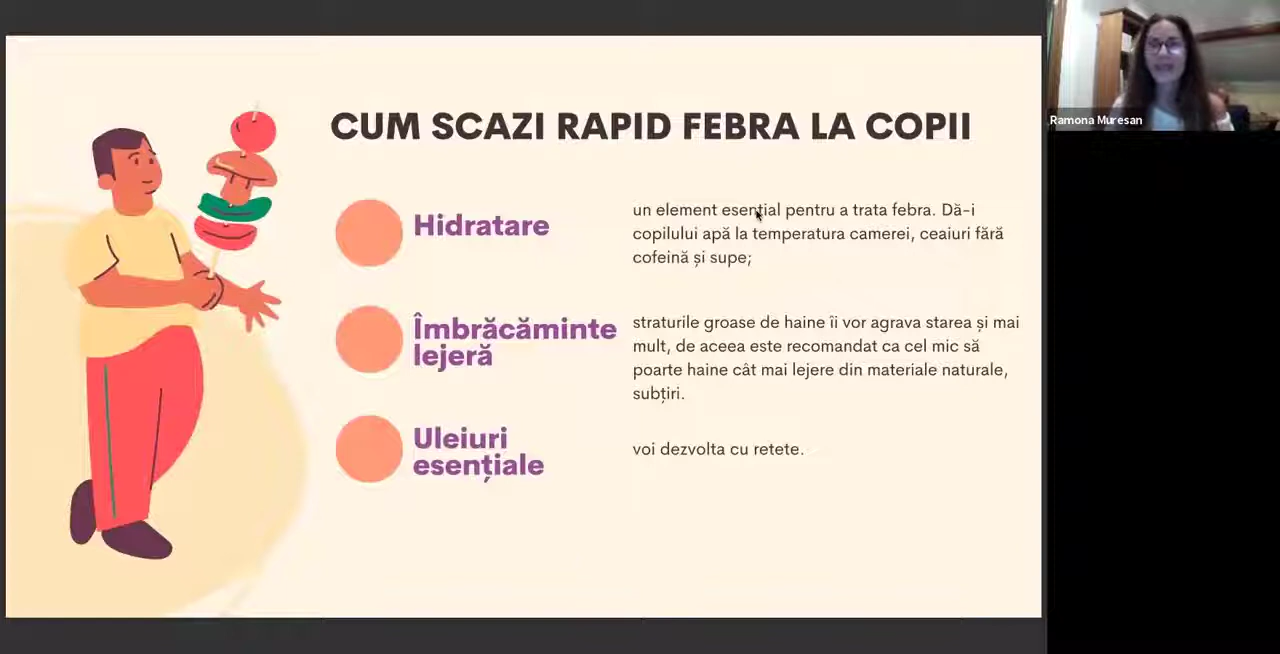 CUM SCAZI RAPID FEBRA LA COPII
Hidratare
un element esențial pentru a trata febra. Dă-i
copilului apă la temperatura camerei, ceaiuri fără
cofeină și supe;
Îmbrăcăminte
lejeră
straturile groase de haine îi vor agrava starea și mai
mult, de aceea este recomandat ca cel mic să
poarte haine cât mai lejere din materiale naturale,
subțiri.
Uleiuri
esențiale
voi dezvolta cu retete.
Ramona Muresan